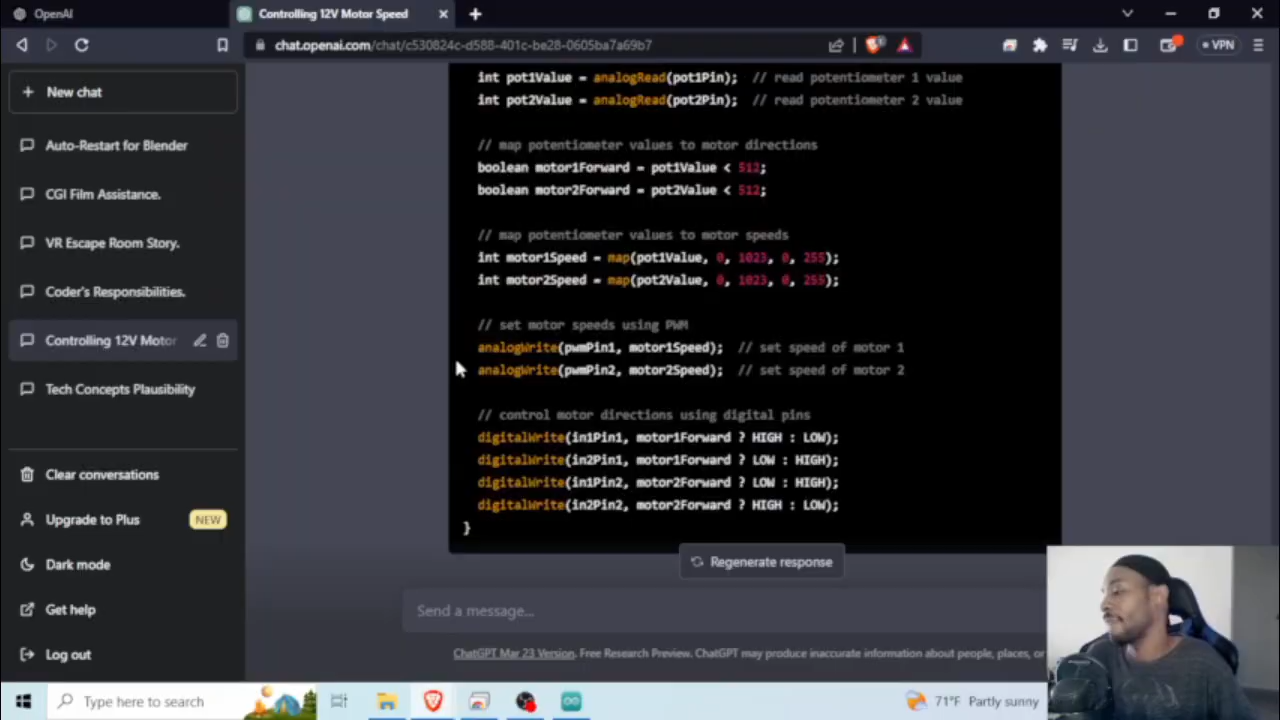 OpenAI
Controlling 12V Motor Speed
chat.openai.com/chat/c530824c-d588-401c-be28-0605ba7a69b7
VPN
New chat
Auto-Restart for Blender
CGI Film Assistance.
VR Escape Room Story.
Coder's Responsibilities.
Controlling 12V Motor
Tech Concepts Plausibility
Clear conversations
Upgrade to Plus NEW
Dark mode
Get help
Log out
int pot1Value = analogRead(pot1Pin); // read potentiometer 1 value
int pot2Value = analogRead(pot2Pin); // read potentiometer 2 value
// map potentiometer values to motor directions
boolean motor1Forward = pot1Value < 512;
boolean motor2Forward = pot2Value < 512;
// map potentiometer values to motor speeds
int motor1Speed = map(pot1Value, 0, 1023, 0, 255);
int motor2Speed = map(pot2Value, 0, 1023, 0, 255);
// set motor speeds using PWM
analogWrite(pwmPin1, motor1Speed); // set speed of motor 1
analogWrite(pwmPin2, motor2Speed); // set speed of motor 2
// control motor directions using digital pins
digitalWrite(in1Pin1, motor1Forward ? HIGH : LOW);
digitalWrite(in2Pin1, motor1Forward ? LOW : HIGH);
digitalWrite(in1Pin2, motor2Forward ? LOW : HIGH);
digitalWrite(in2Pin2, motor2Forward ? HIGH : LOW);
}
Regenerate response
Send a message...
ChatGPT Mar 23 Version. Free Research Preview. ChatGPT may produce inaccurate information about people, places, or
Type here to search
71°F Partly sunny